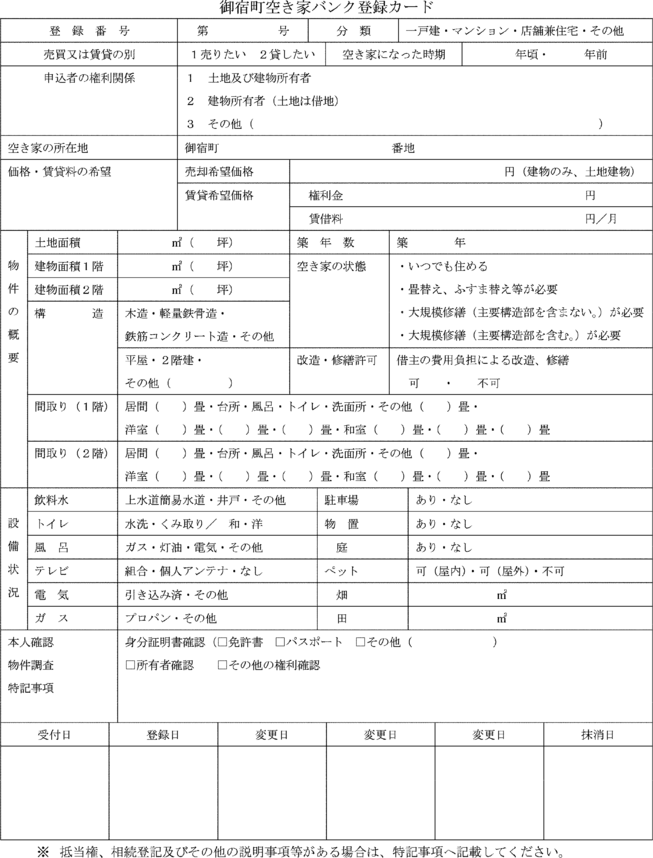 御宿町空き家バンク登録カード
登　録　番　号　第　　　　　号　分　類　一戸建・マンション・店舗兼住宅・その他
売買又は賃貸の別　１売りたい　２貸したい　空き家になった時期　年頃・　　　年前
申込者の権利関係　１　土地及び建物所有者
２　建物所有者（土地は借地）
３　その他（　　　　　　　　　　）
空き家の所在地　御宿町　　　　　　　番地
価格・賃貸料の希望　売却希望価格　円（建物のみ、土地建物）
賃貸希望価格　権利金　円
賃借料　円／月
物件の概要
土地面積　㎡（　　坪）　築　年　数　築　　　年
建物面積１階　㎡（　　坪）　空き家の状態　・いつでも住める
建物面積２階　㎡（　　坪）　・畳替え、ふすま替え等が必要
構　　　造　木造・軽量鉄骨造・　・大規模修繕（主要構造部を含まない。）が必要
鉄筋コンクリート造・その他　・大規模修繕（主要構造部を含む。）が必要
平屋・２階建・　改造・修繕許可　借主の費用負担による改造、修繕
その他（　　　　）　可　　・　　不可
間取り（１階）　居間（　　）畳・台所・風呂・トイレ・洗面所・その他（　　）畳・
洋室（　　）畳・（　　）畳・（　　）畳・和室（　　）畳・（　　）畳・（　　）畳
間取り（２階）　居間（　　）畳・台所・風呂・トイレ・洗面所・その他（　　）畳・
洋室（　　）畳・（　　）畳・（　　）畳・和室（　　）畳・（　　）畳・（　　）畳
設備状況
飲料水　上水道簡易水道・井戸・その他　駐車場　あり・なし
トイレ　水洗・くみ取り／　和・洋　物　置　あり・なし
風　呂　ガス・灯油・電気・その他　庭　あり・なし
テレビ　組合・個人アンテナ・なし　ペット　可（屋内）・可（屋外）・不可
電　気　引き込み済・その他　畑　㎡
ガ　ス　プロパン・その他　田　㎡
本人確認　身分証明書確認（□免許書　□パスポート　□その他（　　　　　　）
物件調査　□所有者確認　　□その他の権利確認
特記事項
受付日　登録日　変更日　変更日　変更日　抹消日
※　抵当権、相続登記及びその他の説明事項等がある場合は、特記事項へ記載してください。